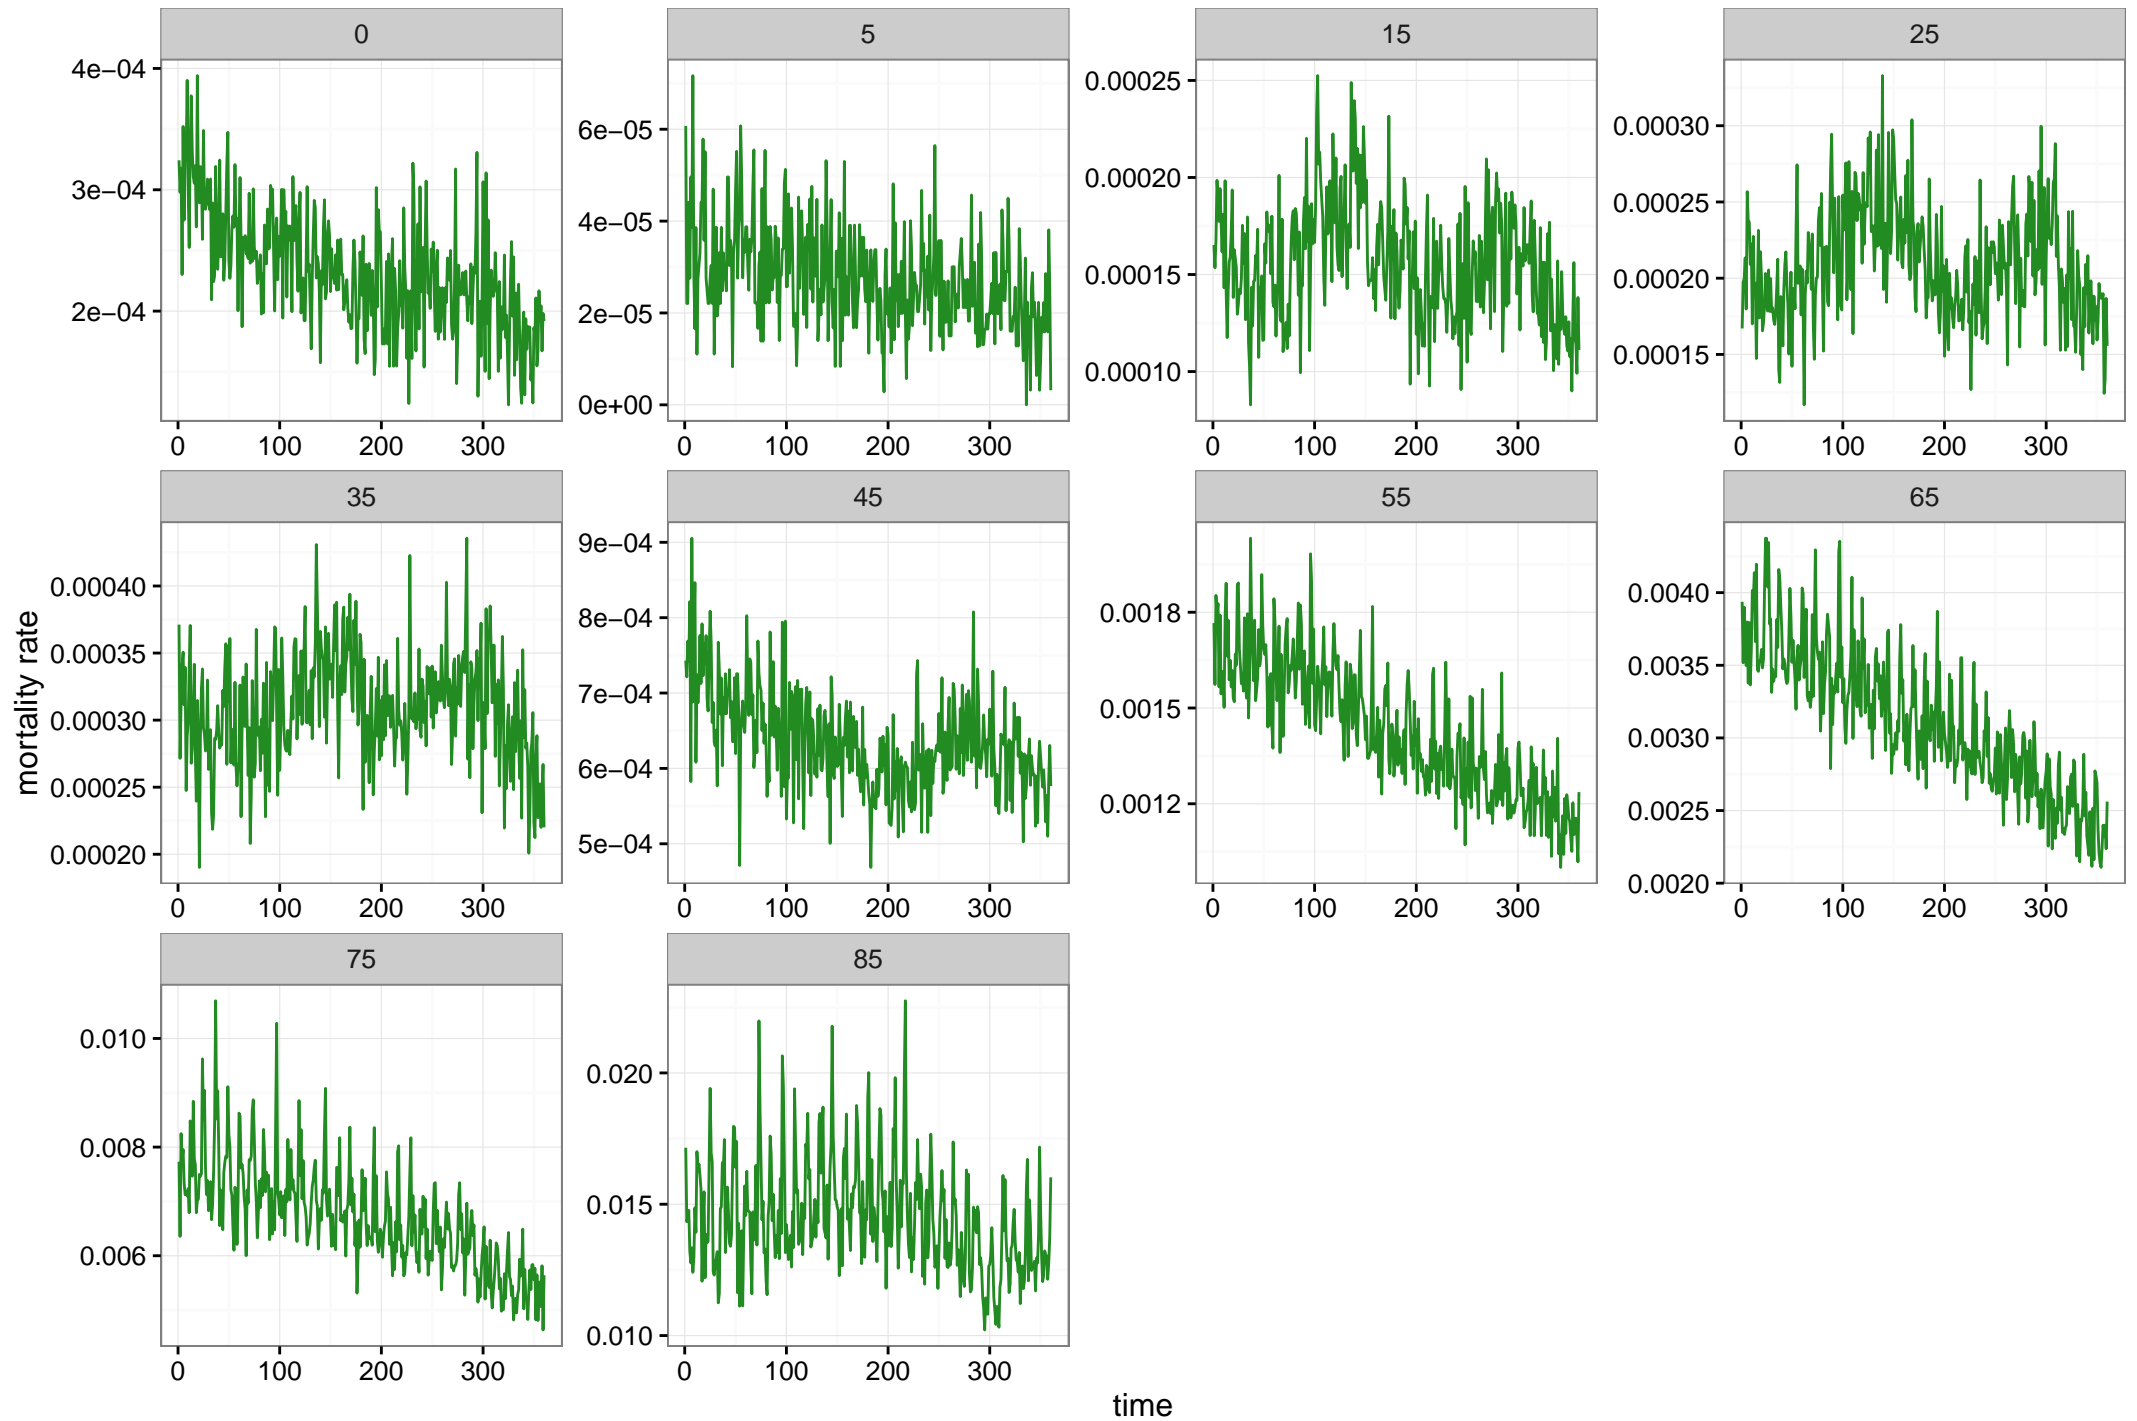 0 5 15 25
4e−04
3e−04
2e−04
6e−05
4e−05
2e−05
0e+00
0.00025
0.00020
0.00015
0.00010
0.00030
0.00025
0.00020
0.00015
0 100 200 300 0 100 200 300 0 100 200 300 0 100 200 300
35 45 55 65
mortality rate
0.00040
0.00035
0.00030
0.00025
0.00020
9e−04
8e−04
7e−04
6e−04
5e−04
0.0018
0.0015
0.0012
0.0040
0.0035
0.0030
0.0025
0.0020
0 100 200 300 0 100 200 300 0 100 200 300 0 100 200 300
75 85
0.010
0.008
0.006
0.020
0.015
0.010
0 100 200 300 0 100 200 300
time